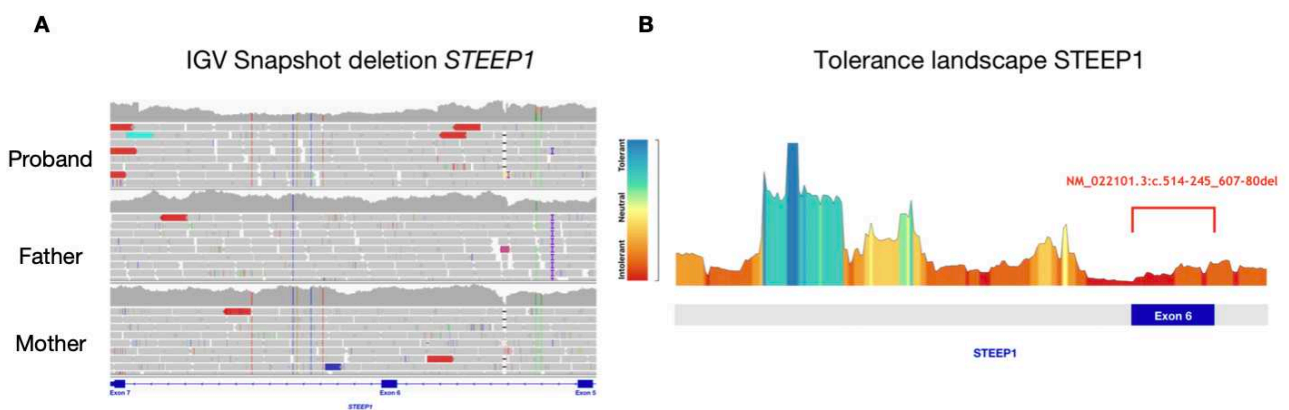 A
IGV Snapshot deletion STEEP1
Proband
Father
Mother
Exon 7
Exon 6
Exon 5
STEEP1
B
Tolerance landscape STEEP1
Tolerant
Neutral
Intolerant
NM_022101.3:c.514-245_607-80del
Exon 6
STEEP1